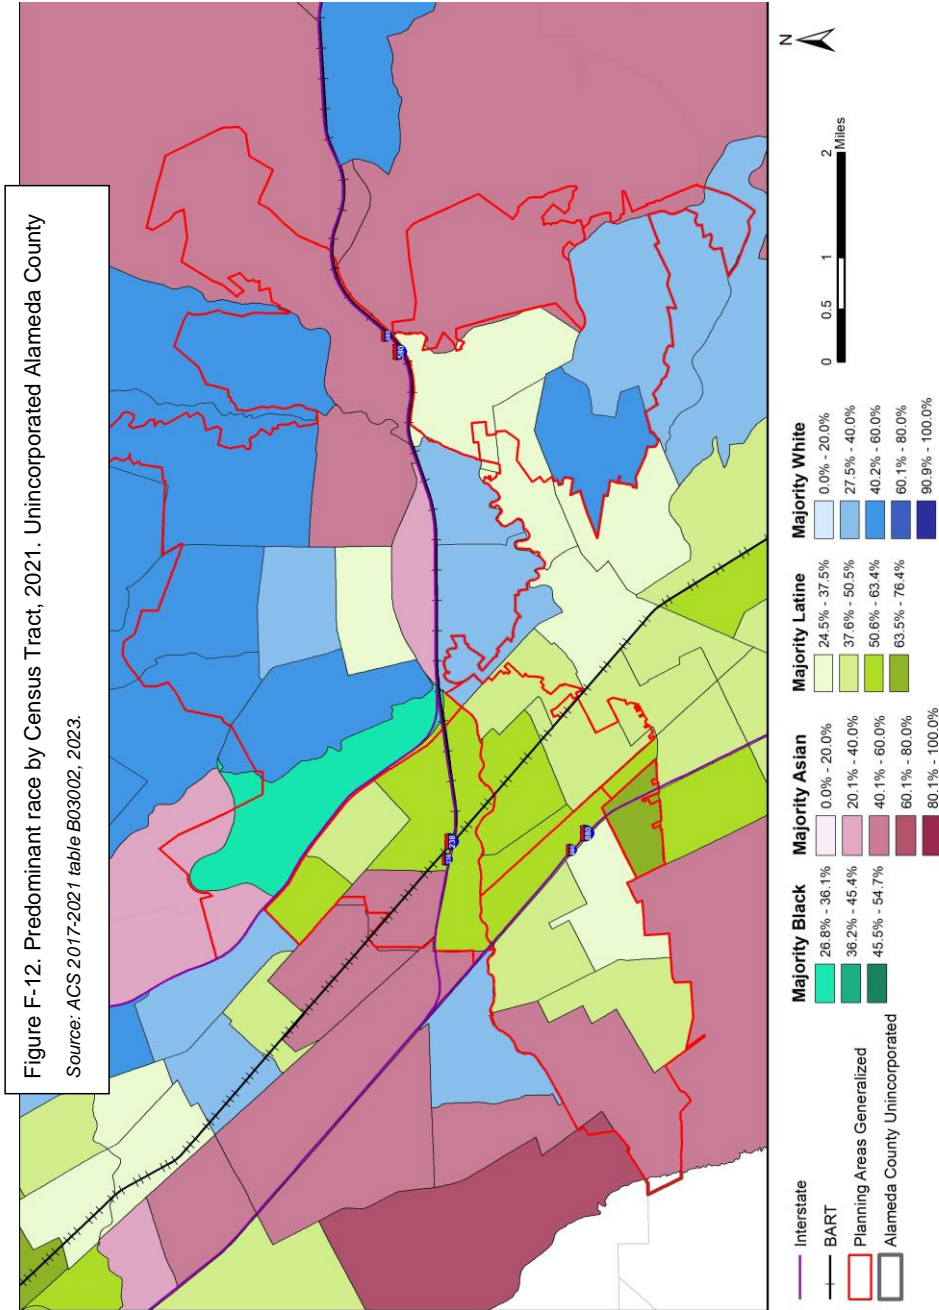 Figure F-12. Predominant race by Census Tract, 2021. Unincorporated Alameda County
Source: ACS 2017-2021 table B03002, 2023.
580
238
880
N
Interstate
BART
Planning Areas Generalized
Alameda County Unincorporated
Majority Black
26.8% - 36.1%
36.2% - 45.4%
45.5% - 54.7%
Majority Asian
0.0% - 20.0%
20.1% - 40.0%
40.1% - 60.0%
60.1% - 80.0%
80.1% - 100.0%
Majority Latine
24.5% - 37.5%
37.6% - 50.5%
50.6% - 63.4%
63.5% - 76.4%
Majority White
0.0% - 20.0%
27.5% - 40.0%
40.2% - 60.0%
60.1% - 80.0%
90.9% - 100.0%
0 0.5 1 2
Miles